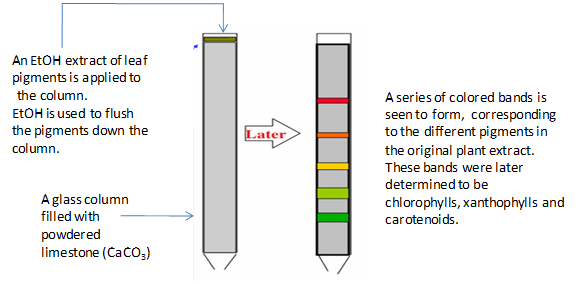 An EtOH extract of leaf
pigments is applied to
the column.
EtOH is used to flush
the pigments down the
column.
A glass column
filled with
powdered
limestone (CaCO₃)
Later
A series of colored bands is
seen to form, corresponding
to the different pigments in
the original plant extract.
These bands were later
determined to be
chlorophylls, xanthophylls and
carotenoids.